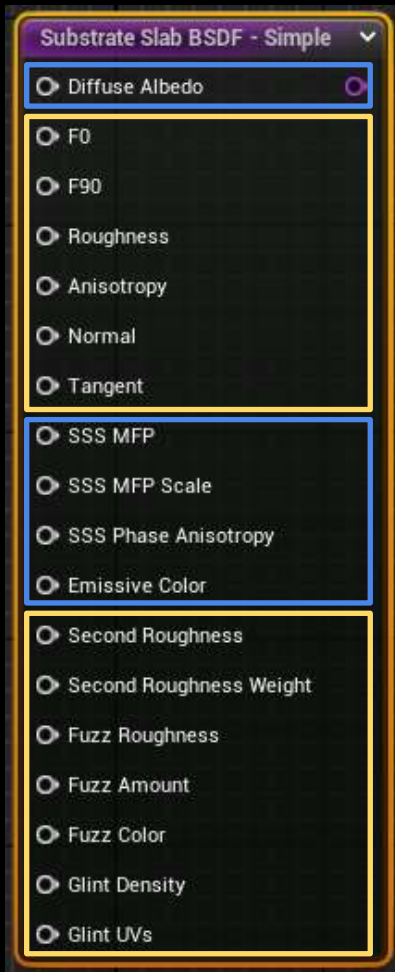 Substrate Slab BSDF - Simple
Diffuse Albedo
F0
F90
Roughness
Anisotropy
Normal
Tangent
SSS MFP
SSS MFP Scale
SSS Phase Anisotropy
Emissive Color
Second Roughness
Second Roughness Weight
Fuzz Roughness
Fuzz Amount
Fuzz Color
Glint Density
Glint UVs